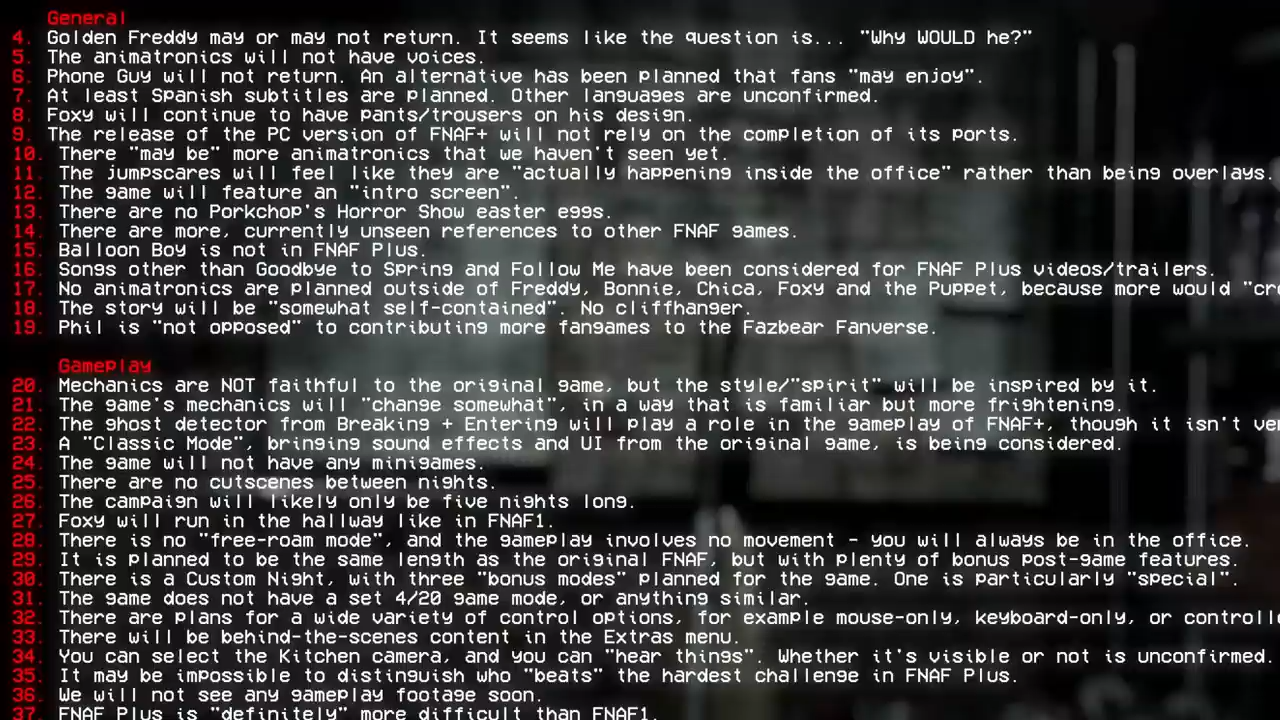 General
4. Golden Freddy may or may not return. It seems like the question is... "Why WOULD he?"
5. The animatronics will not have voices.
6. Phone Guy will not return. An alternative has been planned that fans "may enjoy".
7. At least Spanish subtitles are planned. Other languages are unconfirmed.
8. Foxy will continue to have pants/trousers on his design.
9. The release of the PC version of FNAF+ will not rely on the completion of its ports.
10. There "may be" more animatronics that we haven't seen yet.
11. The jumpscares will feel like they are "actually happening inside the office" rather than being overlays.
12. The game will feature an "intro screen".
13. There are no Porkchop's Horror Show easter eggs.
14. There are more, currently unseen references to other FNAF games.
15. Balloon Boy is not in FNAF Plus.
16. Songs other than Goodbye to Spring and Follow Me have been considered for FNAF Plus videos/trailers.
17. No animatronics are planned outside of Freddy, Bonnie, Chica, Foxy and the Puppet, because more would "cr
18. The story will be "somewhat self-contained". No cliffhanger.
19. Phil is "not opposed" to contributing more fangames to the Fazbear Fanverse.
Gameplay
20. Mechanics are NOT faithful to the original game, but the style/"spirit" will be inspired by it.
21. The game's mechanics will "change somewhat", in a way that is familiar but more frightening.
22. The ghost detector from Breaking + Entering will play a role in the gameplay of FNAF+, though it isn't ve
23. A "Classic Mode", bringing sound effects and UI from the original game, is being considered.
24. The game will not have any minigames.
25. There are no cutscenes between nights.
26. The campaign will likely only be five nights long.
27. Foxy will run in the hallway like in FNAF1.
28. There is no "free-roam mode", and the gameplay involves no movement - you will always be in the office.
29. It is planned to be the same length as the original FNAF, but with plenty of bonus post-game features.
30. There is a Custom Night, with three "bonus modes" planned for the game. One is particularly "special".
31. The game does not have a set 4/20 game mode, or anything similar.
32. There are plans for a wide variety of control options, for example mouse-only, keyboard-only, or controll
33. There will be behind-the-scenes content in the Extras menu.
34. You can select the Kitchen camera, and you can "hear things". Whether it's visible or not is unconfirmed.
35. It may be impossible to distinguish who "beats" the hardest challenge in FNAF Plus.
36. We will not see any gameplay footage soon.
37. FNAF Plus is "definitely" more difficult than FNAF1.